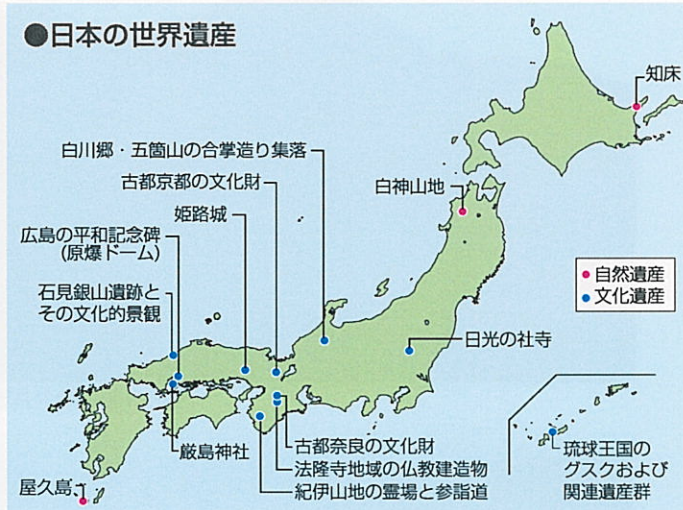 ●日本の世界遺産
知床
白川郷・五箇山の合掌造り集落
古都京都の文化財
白神山地
姫路城
広島の平和記念碑
(原爆ドーム)
●自然遺産
●文化遺産
石見銀山遺跡と
その文化的景観
日光の社寺
厳島神社
古都奈良の文化財
法隆寺地域の仏教建造物
紀伊山地の霊場と参詣道
屋久島
琉球王国の
グスクおよび
関連遺産群